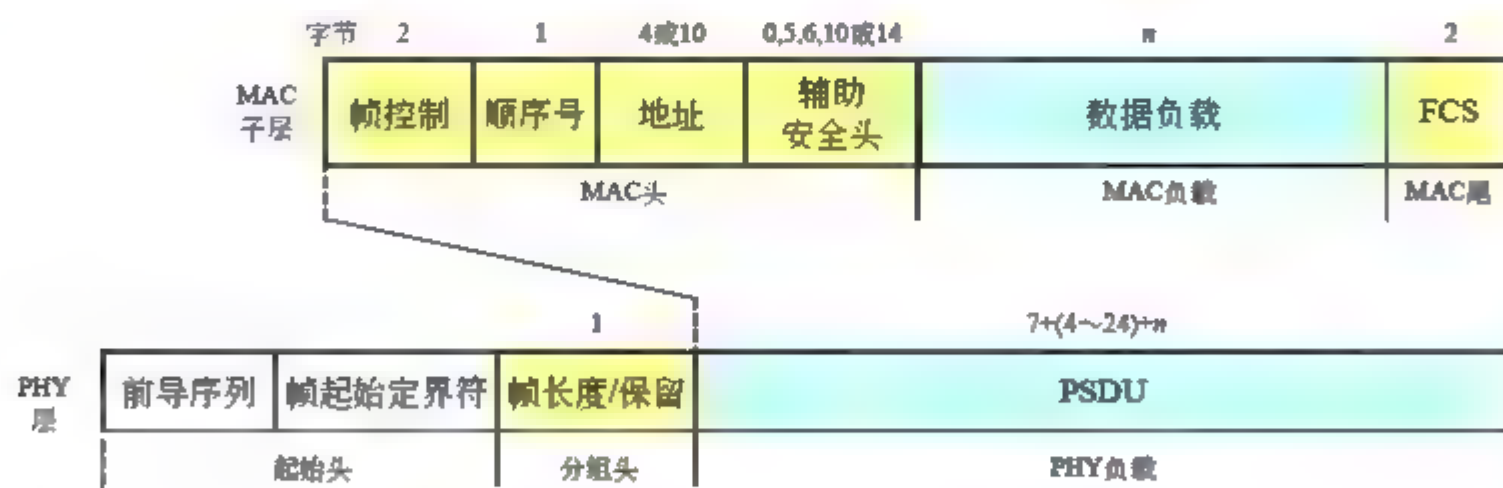 字节 2 1 4或10 0,5,6,10或14 n 2
MAC
子层
帧控制 顺序号 地址 辅助
安全头 数据负载 FCS
MAC头 MAC负载 MAC尾
1 7+(4～24)+n
PHY
层
前导序列 帧起始定界符 帧长度/保留 PSDU
起始头 分组头 PHY负载